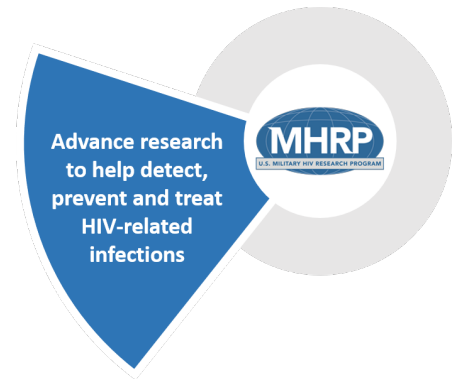 Advance research
to help detect,
prevent and treat
HIV-related
infections
MHRP
U.S. MILITARY HIV RESEARCH PROGRAM